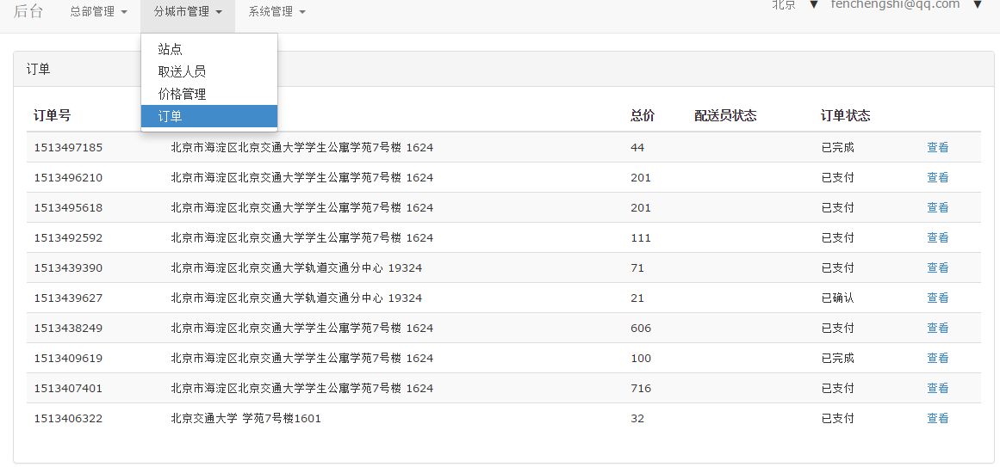 后台 总部管理 分城市管理 系统管理 北京 fenchengshi@qq.com
站点
订单 取送人员
价格管理
订单号 订单 总价 配送员状态 订单状态
1513497185 北京市海淀区北京交通大学学生公寓学苑7号楼 1624 44 已完成 查看
1513496210 北京市海淀区北京交通大学学生公寓学苑7号楼 1624 201 已支付 查看
1513495618 北京市海淀区北京交通大学学生公寓学苑7号楼 1624 201 已支付 查看
1513492592 北京市海淀区北京交通大学学生公寓学苑7号楼 1624 111 已支付 查看
1513439390 北京市海淀区北京交通大学轨道交通分中心 19324 71 已支付 查看
1513439627 北京市海淀区北京交通大学轨道交通分中心 19324 21 已确认 查看
1513438249 北京市海淀区北京交通大学学生公寓学苑7号楼 1624 606 已支付 查看
1513409619 北京市海淀区北京交通大学学生公寓学苑7号楼 1624 100 已完成 查看
1513407401 北京市海淀区北京交通大学学生公寓学苑7号楼 1624 716 已支付 查看
1513406322 北京交通大学 学苑7号楼1601 32 已支付 查看